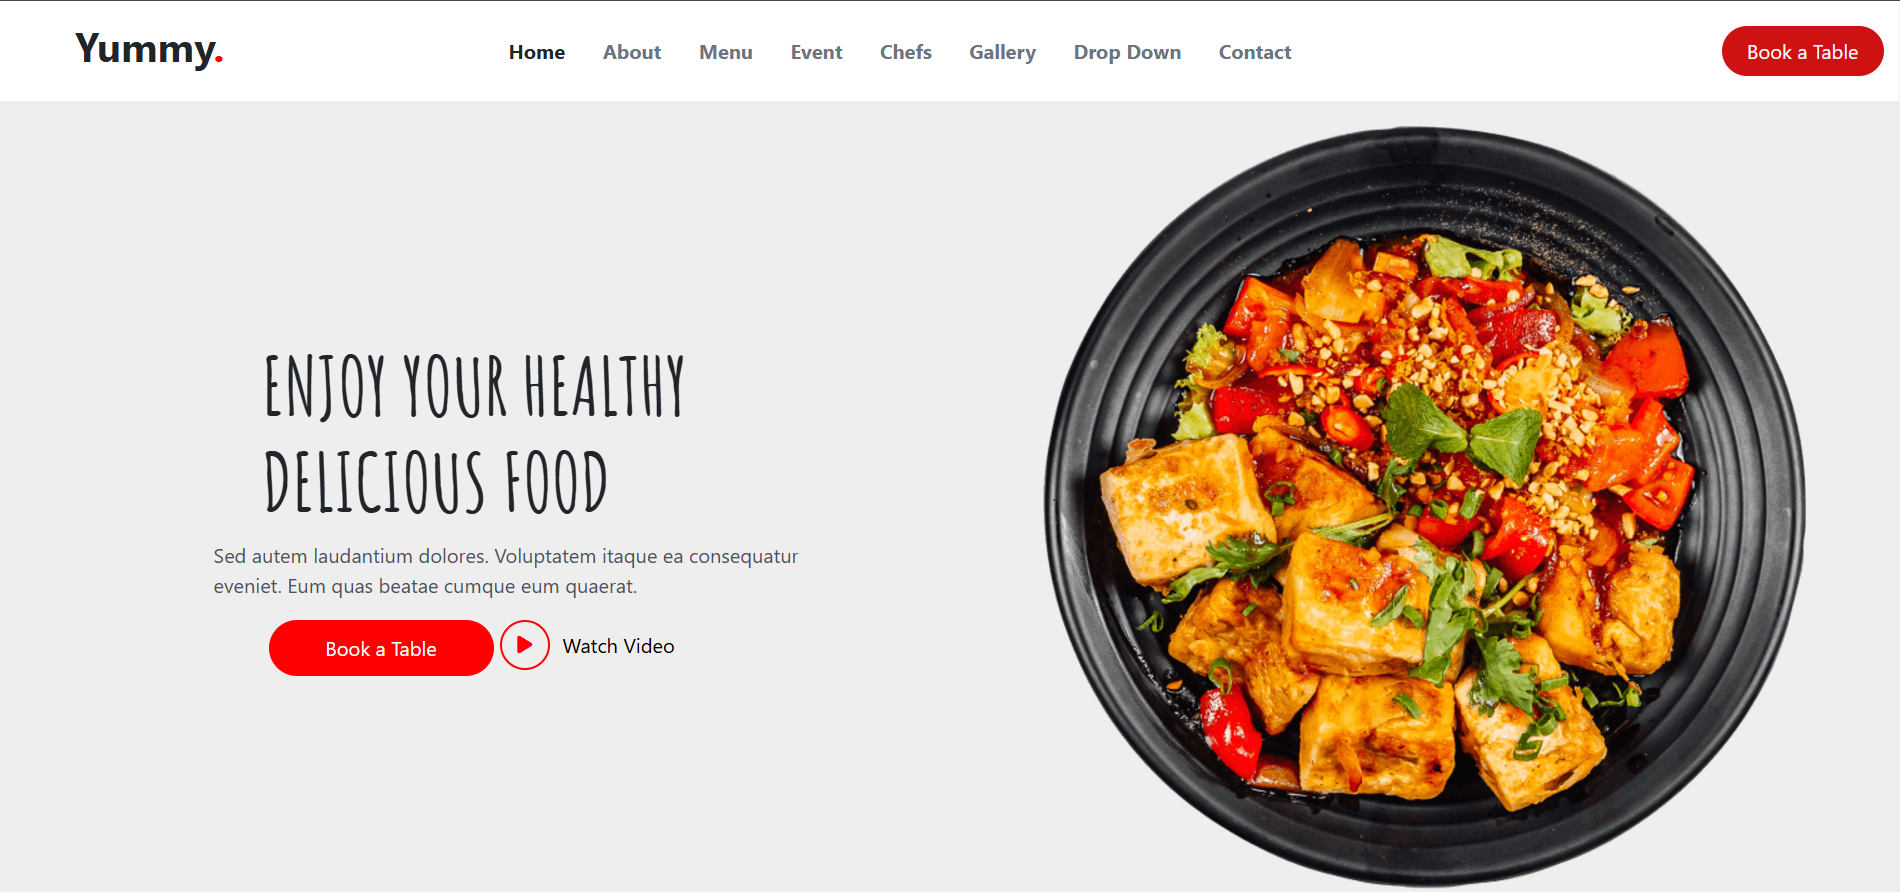 Yummy.
Home About Menu Event Chefs Gallery Drop Down Contact
Book a Table
ENJOY YOUR HEALTHY
DELICIOUS FOOD
Sed autem laudantium dolores. Voluptatem itaque ea consequatur
eveniet. Eum quas beatae cumque eum quaerat.
Book a Table
Watch Video